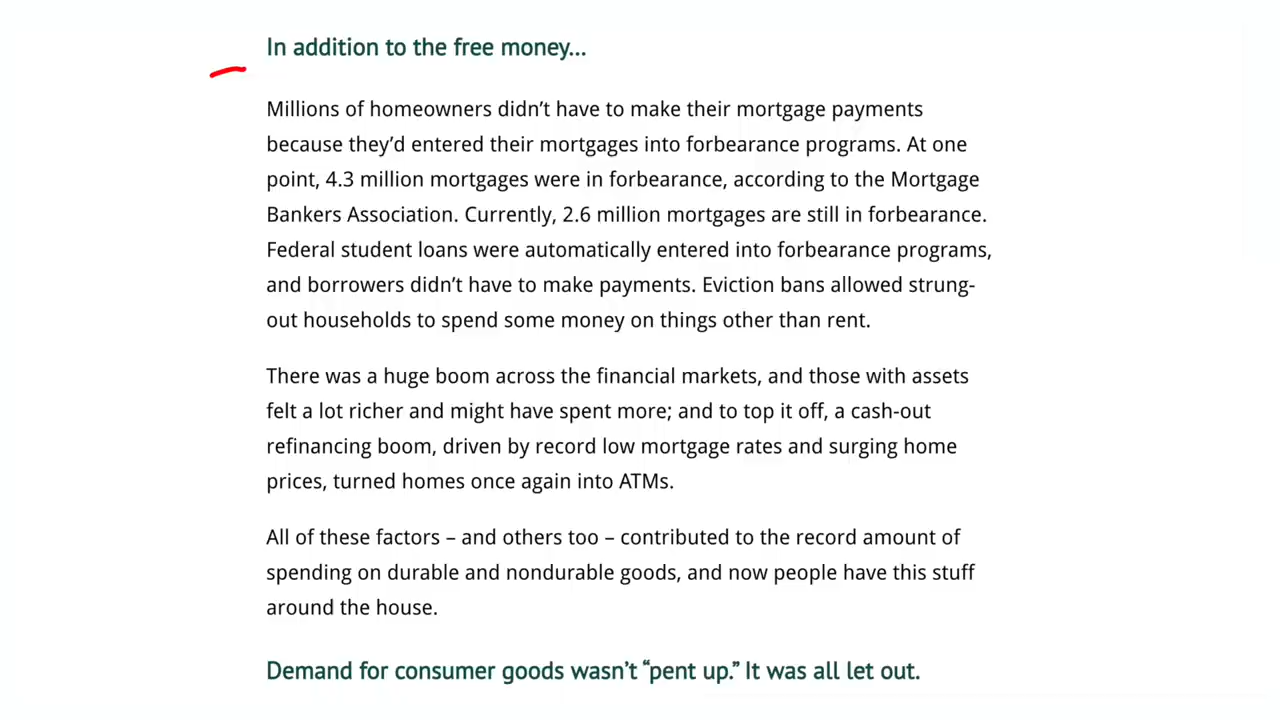 In addition to the free money…
Millions of homeowners didn’t have to make their mortgage payments
because they’d entered their mortgages into forbearance programs. At one
point, 4.3 million mortgages were in forbearance, according to the Mortgage
Bankers Association. Currently, 2.6 million mortgages are still in forbearance.
Federal student loans were automatically entered into forbearance programs,
and borrowers didn’t have to make payments. Eviction bans allowed strung-
out households to spend some money on things other than rent.
There was a huge boom across the financial markets, and those with assets
felt a lot richer and might have spent more; and to top it off, a cash-out
refinancing boom, driven by record low mortgage rates and surging home
prices, turned homes once again into ATMs.
All of these factors – and others too – contributed to the record amount of
spending on durable and nondurable goods, and now people have this stuff
around the house.
Demand for consumer goods wasn’t “pent up.” It was all let out.